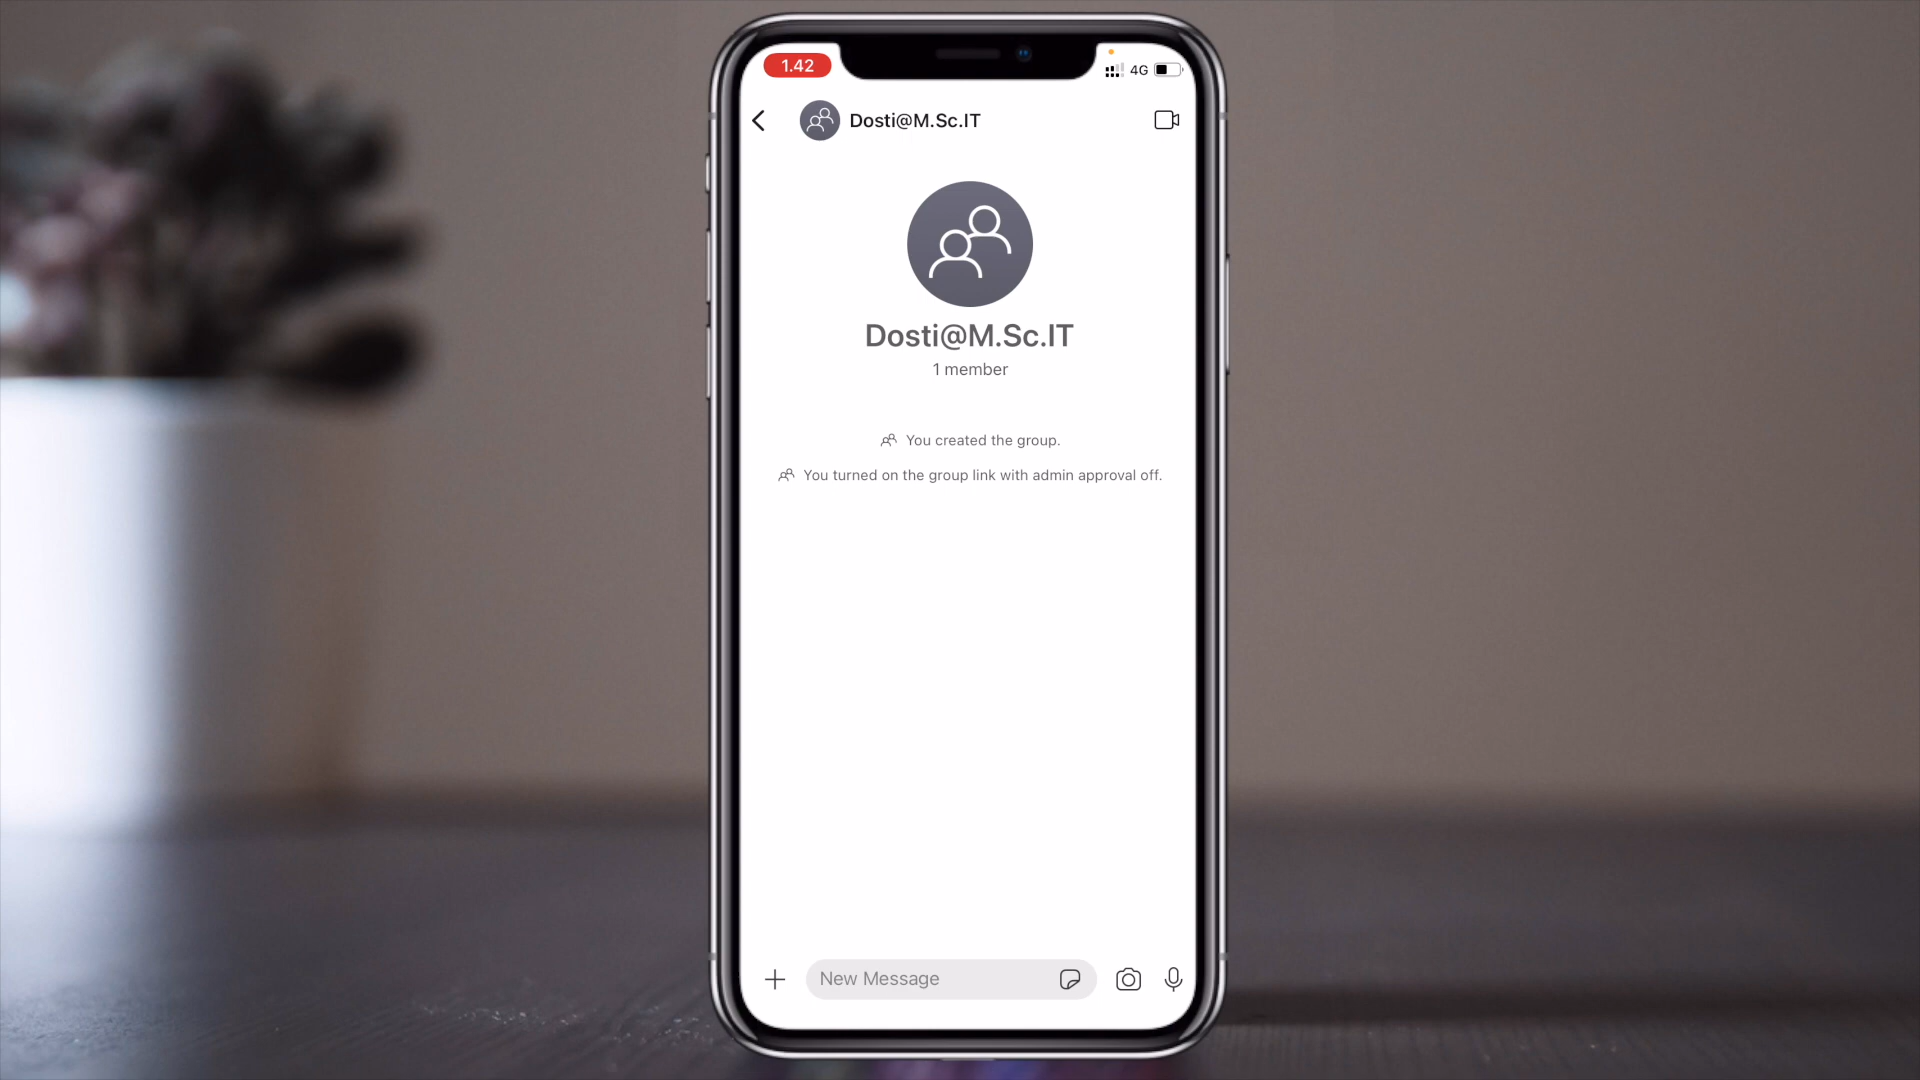 1.42
4G
Dosti@M.Sc.IT
Dosti@M.Sc.IT
1 member
You created the group.
You turned on the group link with admin approval off.
New Message